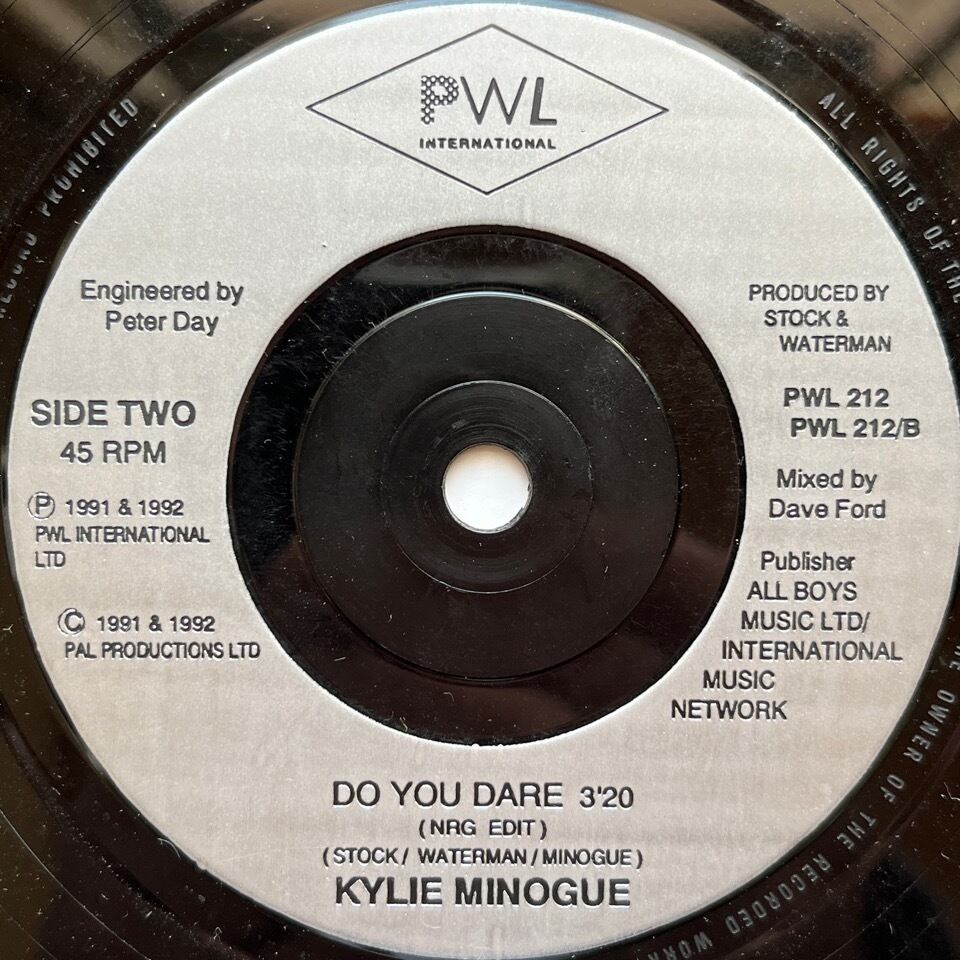 PWL
INTERNATIONAL
Engineered by
Peter Day
SIDE TWO
45 RPM
Ⓟ 1991 & 1992
PWL INTERNATIONAL
LTD
© 1991 & 1992
PAL PRODUCTIONS LTD
PRODUCED BY
STOCK &
WATERMAN
PWL 212
PWL 212/B
Mixed by
Dave Ford
Publisher
ALL BOYS
MUSIC LTD/
INTERNATIONAL
MUSIC
NETWORK
DO YOU DARE 3'20
(NRG EDIT)
(STOCK/ WATERMAN/MINOGUE)
KYLIE MINOGUE
ALL RIGHTS OF THE
OWNER OF THE RECORDED WORK
PROHIBITED